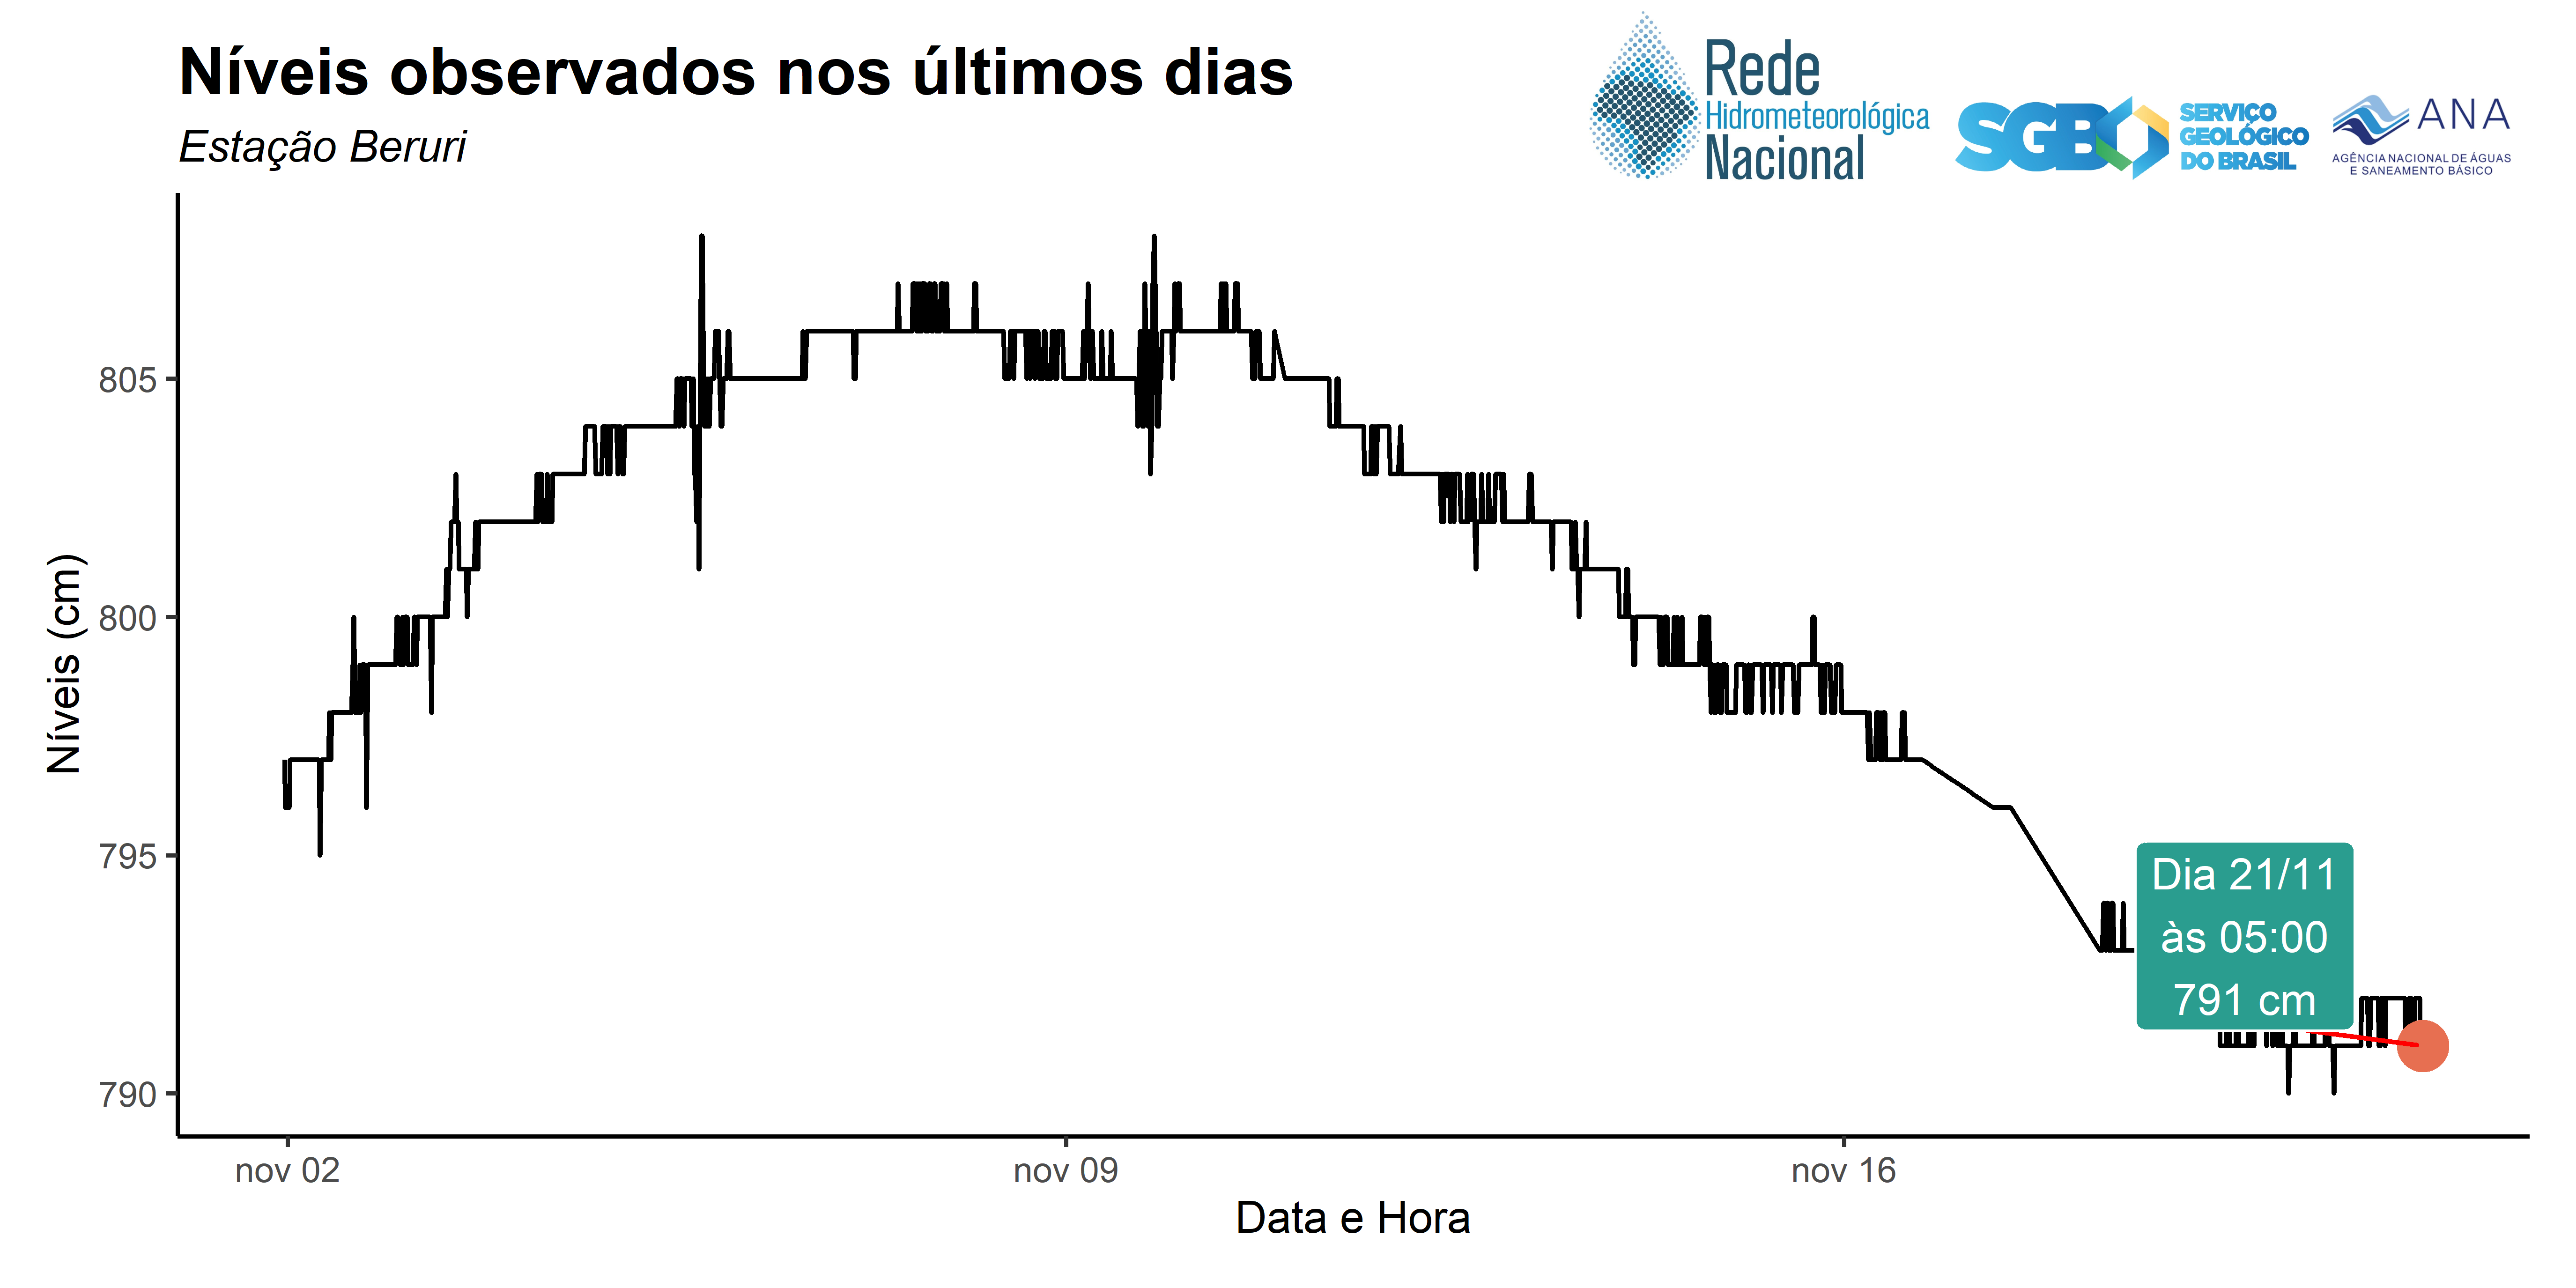 Níveis observados nos últimos dias
Estação Beruri
Rede
Hidrometeorológica
Nacional
SGB
SERVIÇO
GEOLÓGICO
DO BRASIL
ANA
AGÊNCIA NACIONAL DE ÁGUAS
E SANEAMENTO BÁSICO
Níveis (cm)
805
800
795
790
Dia 21/11
às 05:00
791 cm
nov 02
nov 09
nov 16
Data e Hora